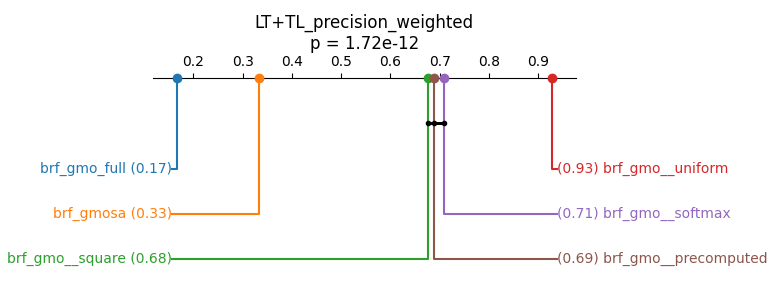 LT+TL_precision_weighted
p = 1.72e-12
0.2 0.3 0.4 0.5 0.6 0.7 0.8 0.9
brf_gmo_full (0.17) (0.93) brf_gmo__uniform
brf_gmosa (0.33) (0.71) brf_gmo__softmax
brf_gmo__square (0.68) (0.69) brf_gmo__precomputed